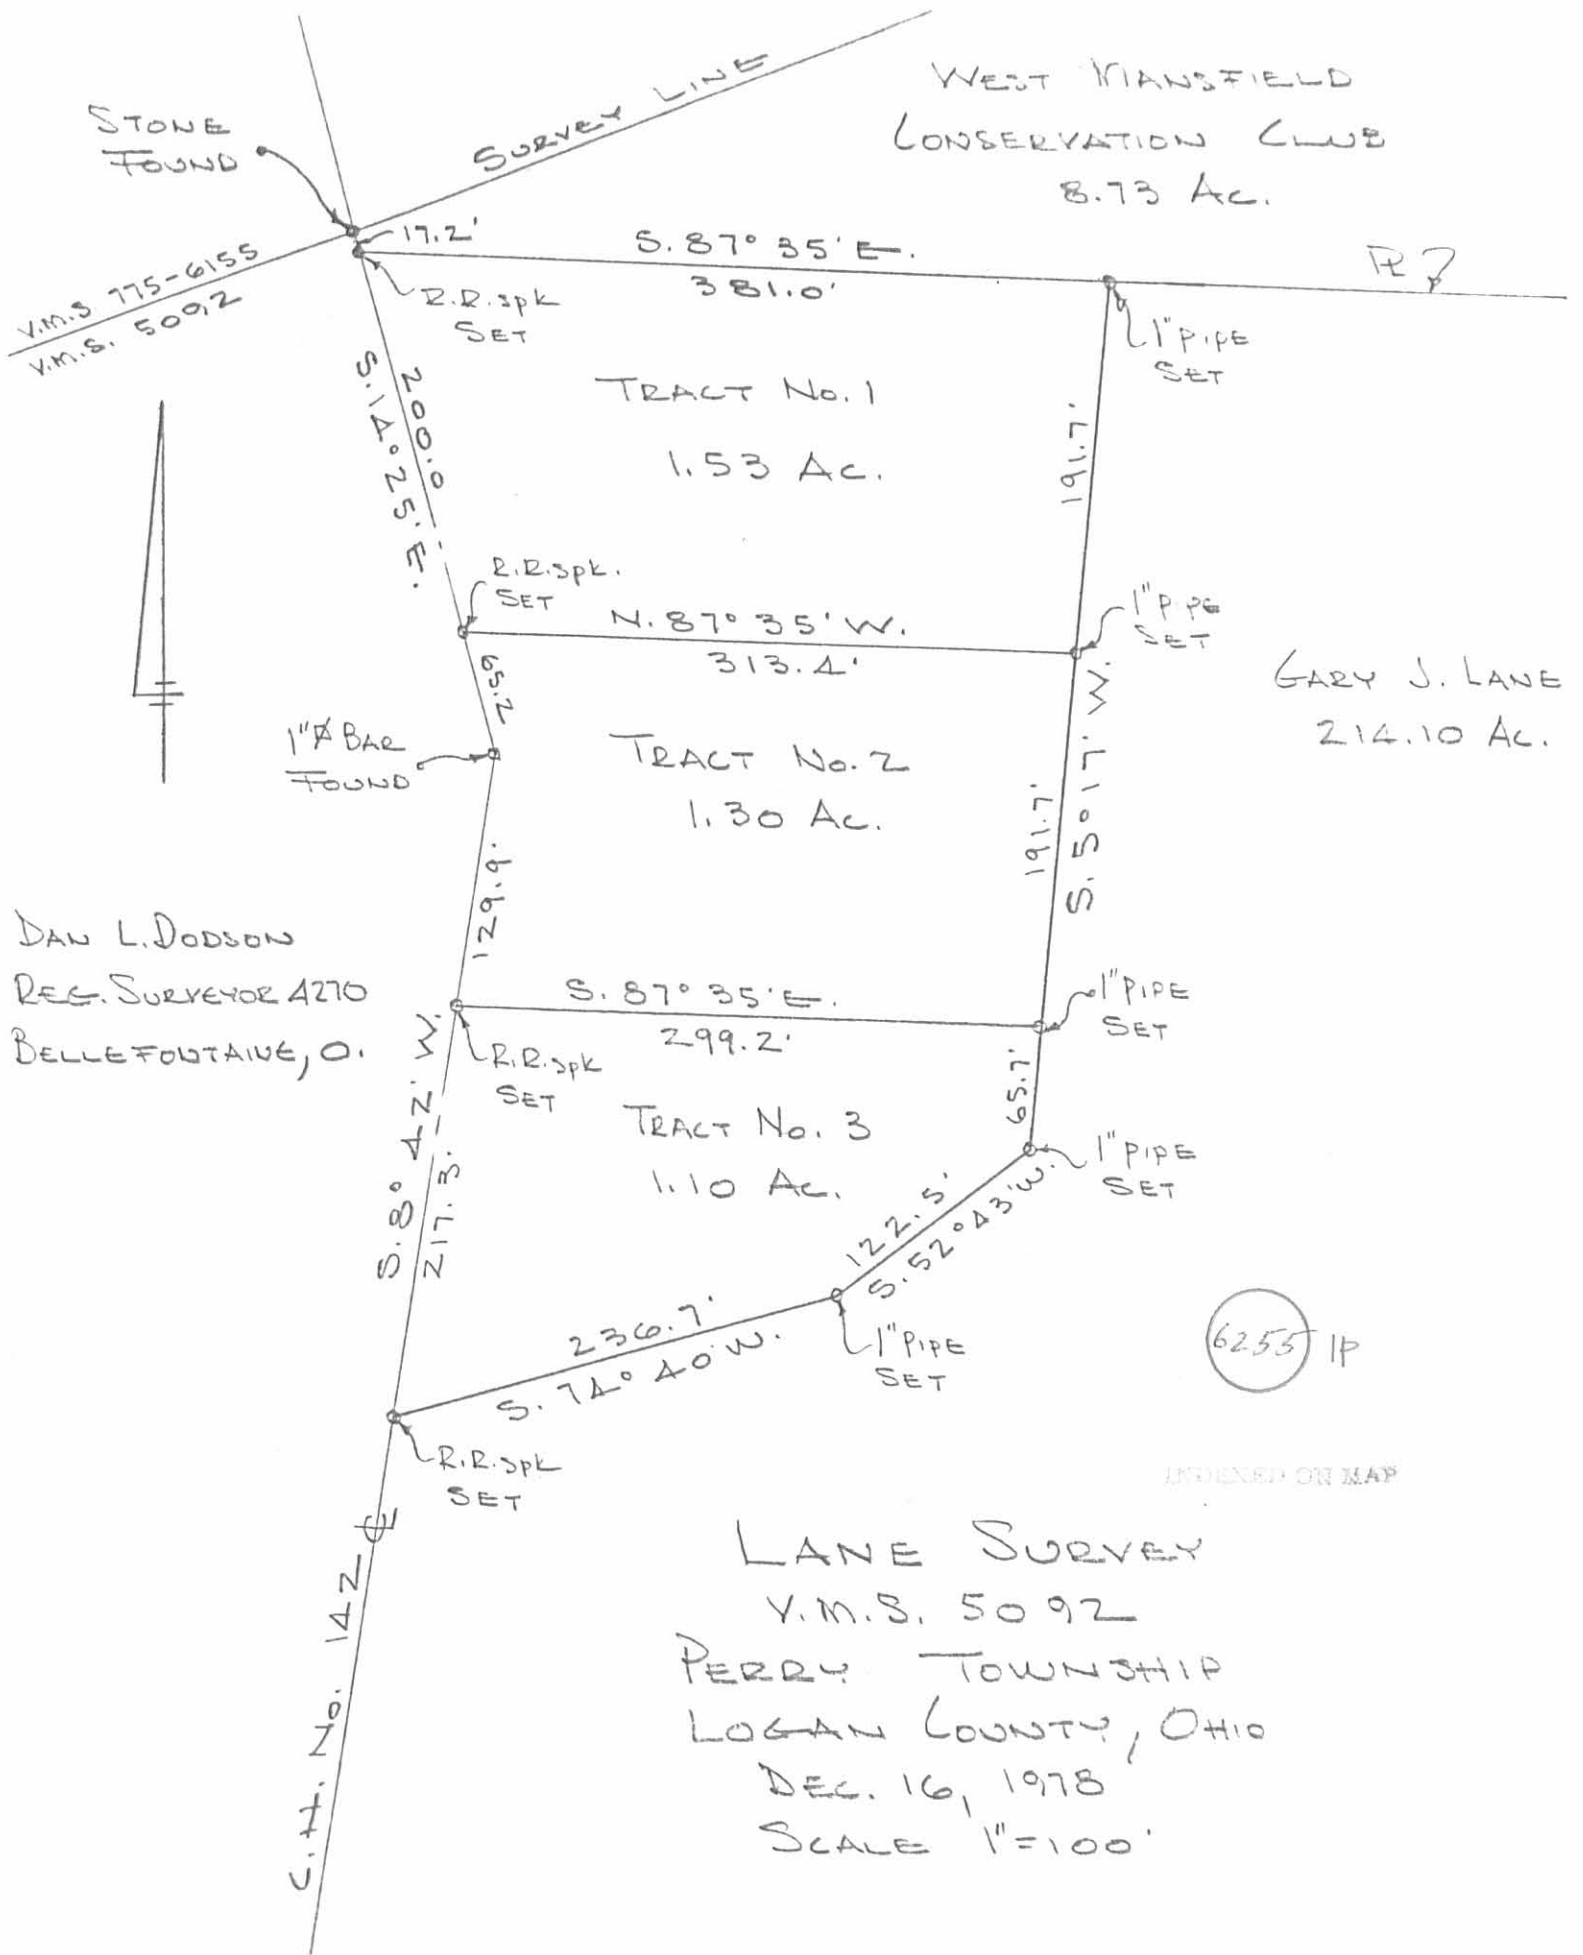 WEST MANSFIELD
CONSERVATION CLUB
8.73 AC.
STONE
FOUND
SURVEY LINE
V.M.S 775-6155
V.M.S. 5092
17.2'
S. 87° 35' E.
381.0'
PL ?
R.R. SPK
SET
1" PIPE
SET
S. 14° 25' E.
200.0
TRACT NO. 1
1.53 AC.
191.7'
R.R. SPK.
SET
N. 87° 35' W.
313.4'
1" PIPE
SET
65.2
GARY J. LANE
214.10 AC.
1" Ø BAR
FOUND
TRACT NO. 2
1.30 AC.
191.7'
S. 5° 17' W.
129.9'
DAN L. DODSON
REG. SURVEYOR 4270
BELLEFONTAINE, O.
S. 87° 35' E.
299.2'
1" PIPE
SET
R.R. SPK
SET
65.7'
TRACT NO. 3
1.10 AC.
1" PIPE
SET
S. 8° 42' W.
217.3'
122.5'
S. 52° 43' W.
236.7'
S. 74° 40' W.
1" PIPE
SET
6255 1P
R.R. SPK
SET
INDEXED ON MAP
CL
C.H. No. 142
LANE SURVEY
V.M.S. 5092
PERRY TOWNSHIP
LOGAN COUNTY, OHIO
DEC. 16, 1978
SCALE 1"=100'